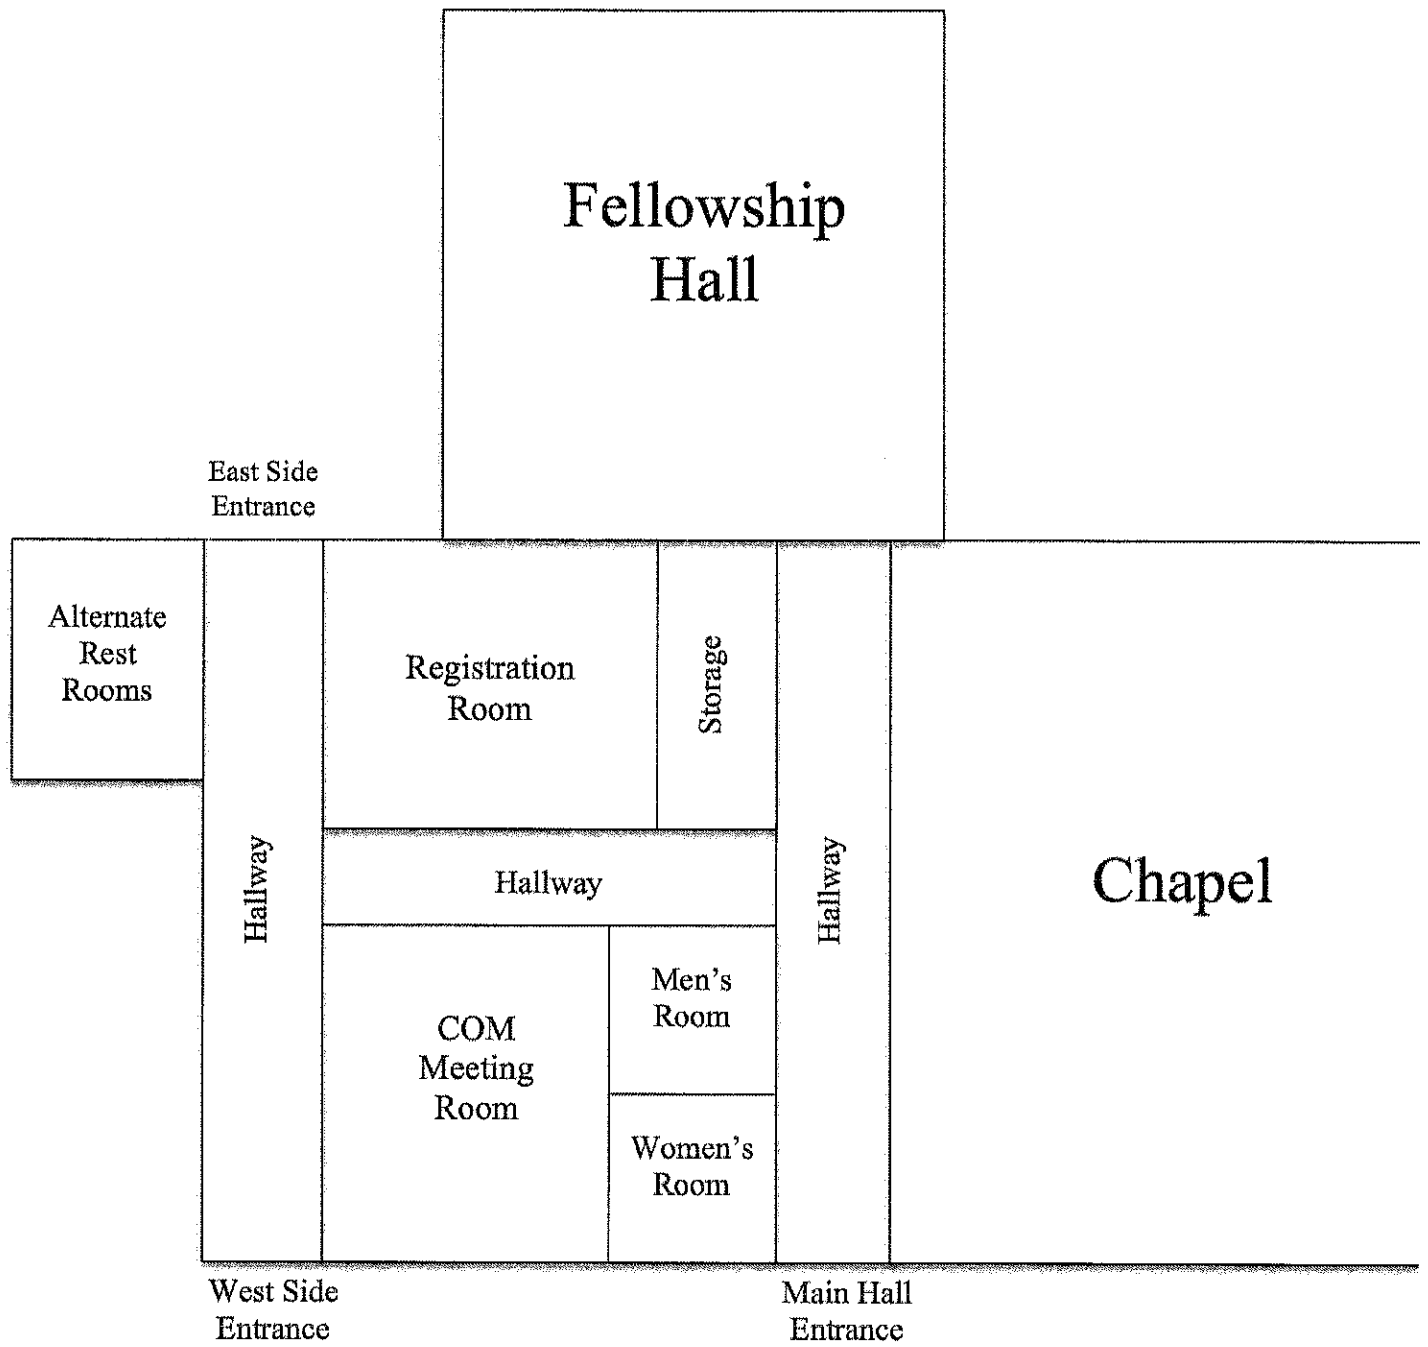 Fellowship
Hall
East Side
Entrance
Alternate
Rest
Rooms
Registration
Room
Storage
Hallway
Hallway
Hallway
Chapel
COM
Meeting
Room
Men's
Room
Women's
Room
West Side
Entrance
Main Hall
Entrance